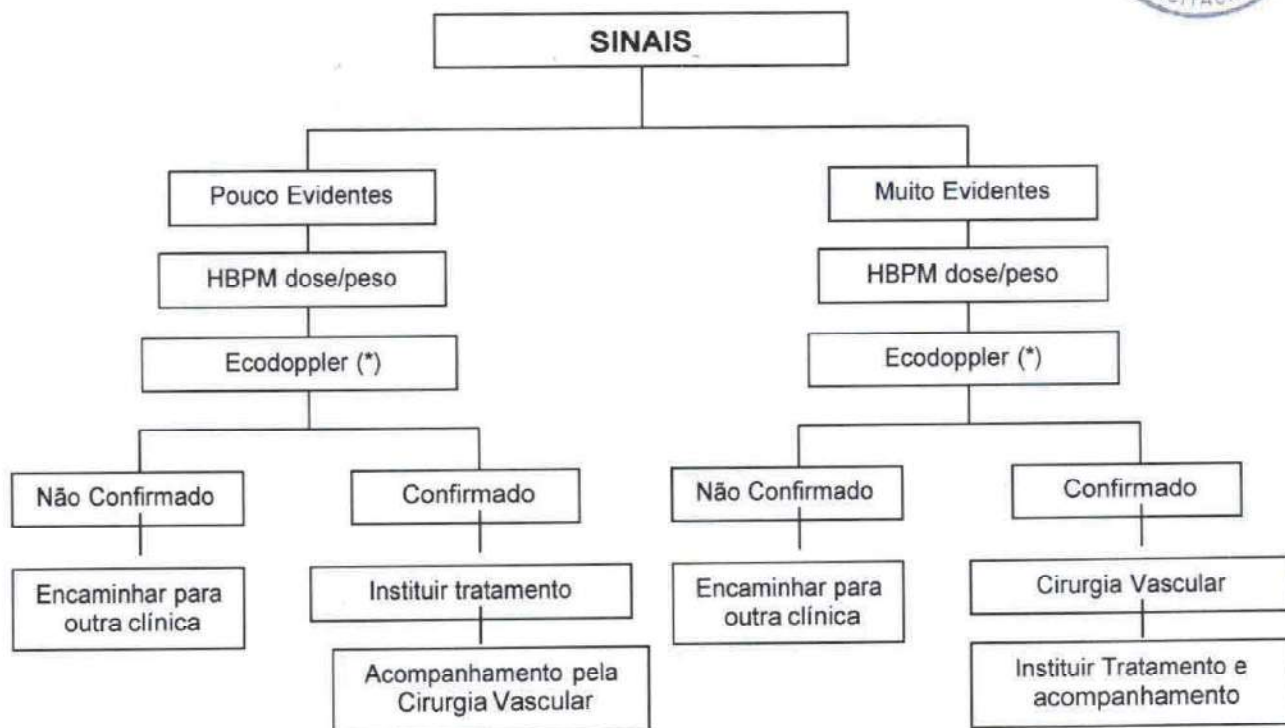 SINAIS
Pouco Evidentes
Muito Evidentes
HBPM dose/peso
HBPM dose/peso
Ecodoppler (*)
Ecodoppler (*)
Não Confirmado
Confirmado
Não Confirmado
Confirmado
Encaminhar para
outra clínica
Instituir tratamento
Encaminhar para
outra clínica
Cirurgia Vascular
Acompanhamento pela
Cirurgia Vascular
Instituir Tratamento e
acompanhamento